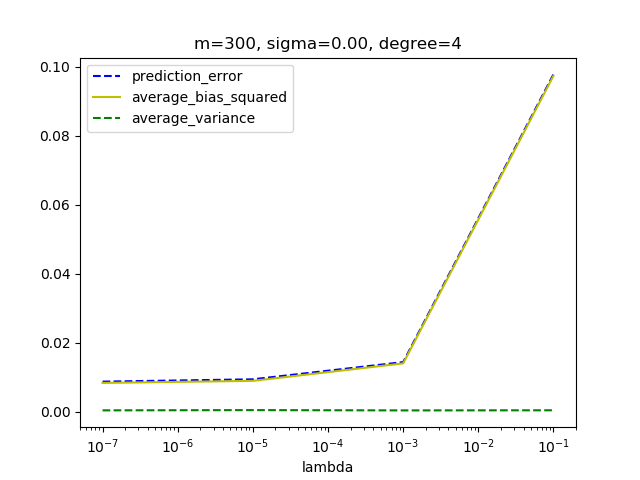 m=300, sigma=0.00, degree=4
prediction_error
average_bias_squared
average_variance
0.10
0.08
0.06
0.04
0.02
0.00
10⁻⁷ 10⁻⁶ 10⁻⁵ 10⁻⁴ 10⁻³ 10⁻² 10⁻¹
lambda